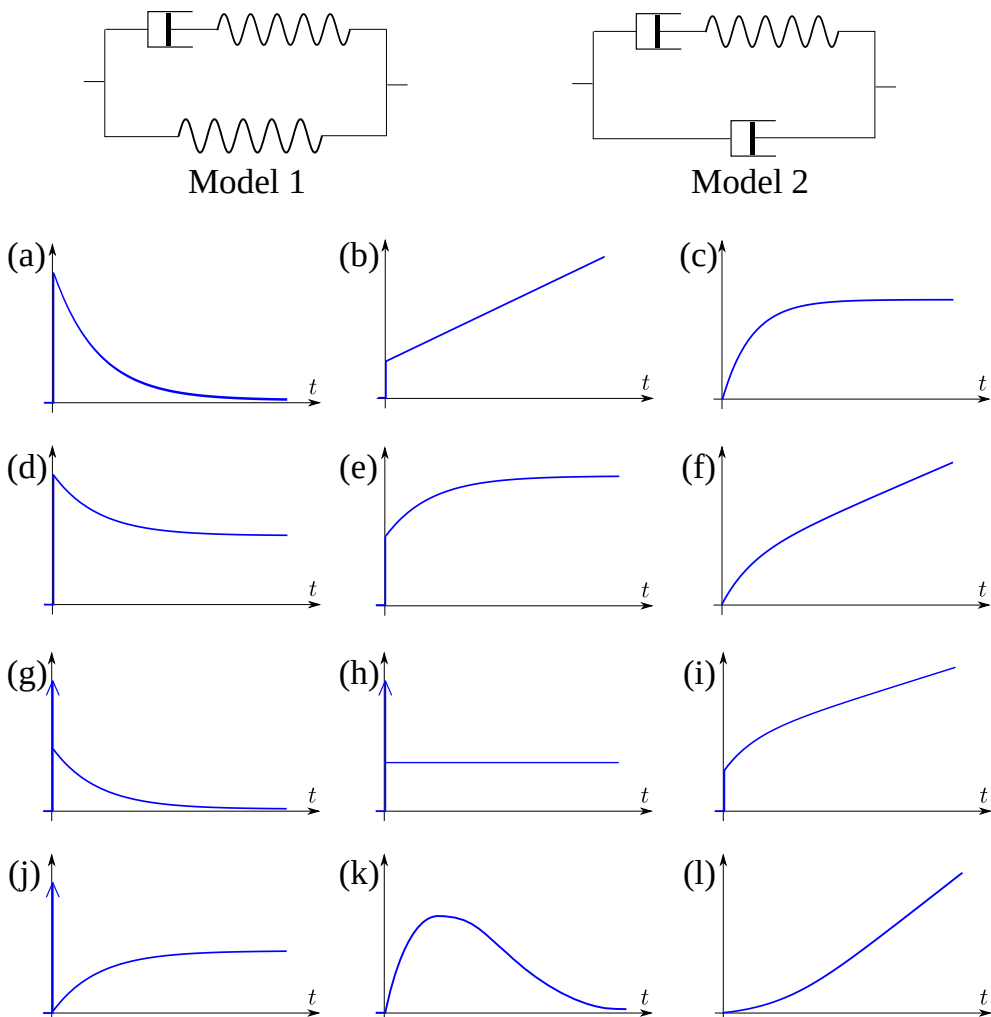 Model 1 Model 2
(a) t (b) t (c) t
(d) t (e) t (f) t
(g) t (h) t (i) t
(j) t (k) t (l) t